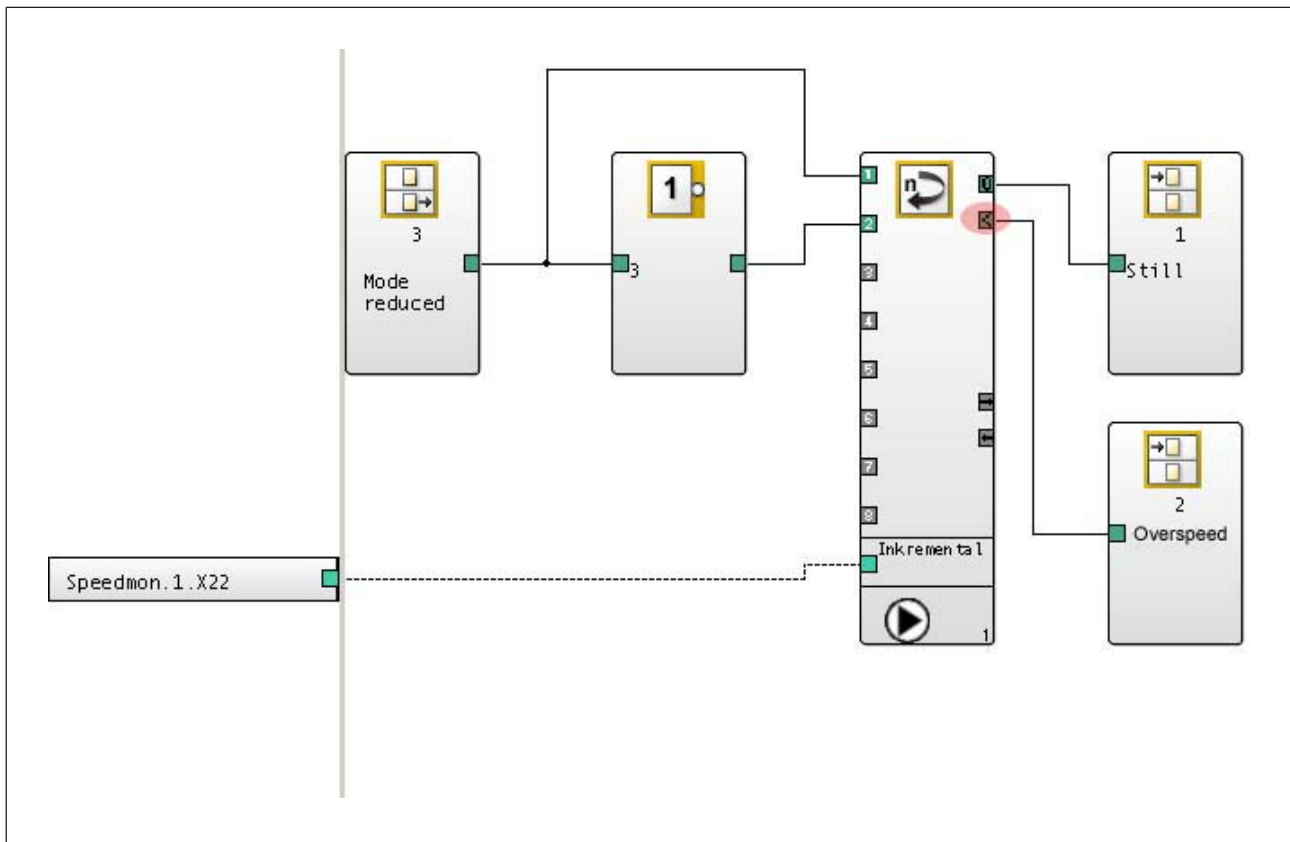 3
Mode
reduced
1
3
n
1
2
3
4
5
6
7
8
U
<
Inkremental
1
1
Still
2
Overspeed
Speedmon.1.X22